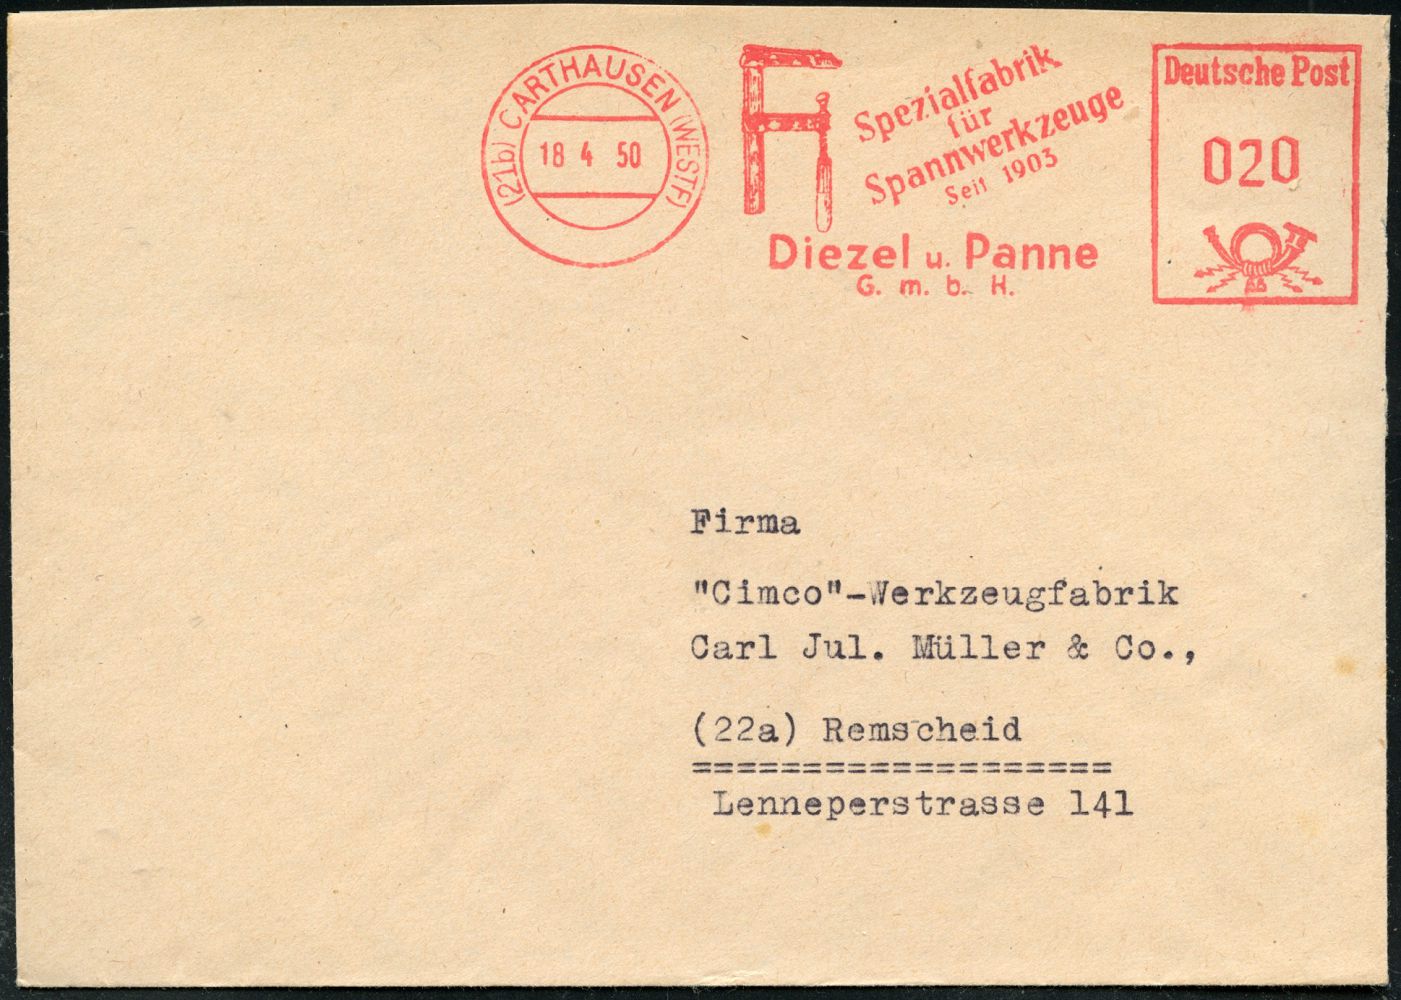 (21b) CARTHAUSEN (WESTF)
18 4 50
Spezialfabrik
für
Spannwerkzeuge
Seit 1903
Diezel u. Panne
G. m. b. H.
Deutsche Post
020
Firma
"Cimco"-Werkzeugfabrik
Carl Jul. Müller & Co.,
(22a) Remscheid
===================
Lenneperstrasse 141